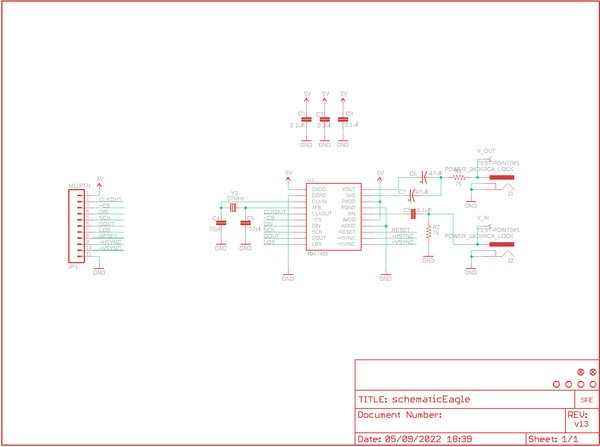 5V 5V 5V
C1 C2 C3
0.1uF 0.1uF 0.1uF
GND GND GND
M11PTH
5V
CLKOUT
~CS
DIN
SCK
DOUT
LOS
RESET
~HSYNC
~VSYNC
JP1
GND
Y2
27MHz
C4 C5
22pF 22pF
GND GND
5V
U1
DVDD VOUT
DGND SAG
CLKIN PVDD
XFB PGND
CLKOUT VIN
~CS AVDD
DIN AGND
SCK ~RESET
DOUT ~HSYNC
LOS ~VSYNC
MAX7456
CLKOUT
~CS
DIN
SCK
DOUT
LOS
GND
5V
C6 47uF
C7 47uF
0.1uF
75
R2
75
RESET
~HSYNC
~VSYNC
GND
GND
V_OUT
TEST-POINT3X5
POWER_JACKRCA_LOCK
J1
GND
V_IN
TEST-POINT3X5
POWER_JACKRCA_LOCK
J2
GND
TITLE: schematicEagle
SFE
Document Number:
REV:
v13
Date: 05/09/2022 18:39
Sheet: 1/1